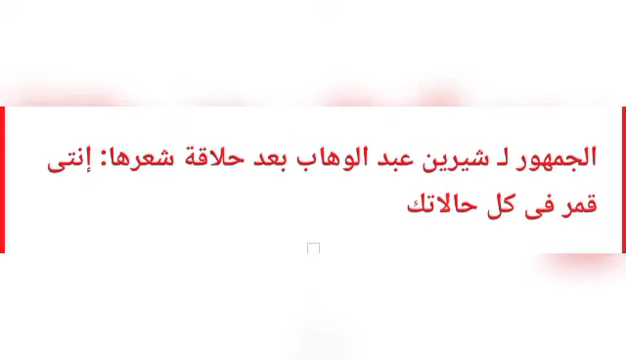 الجمهور لـ شيرين عبد الوهاب بعد حلاقة شعرها: إنتى
قمر فى كل حالاتك